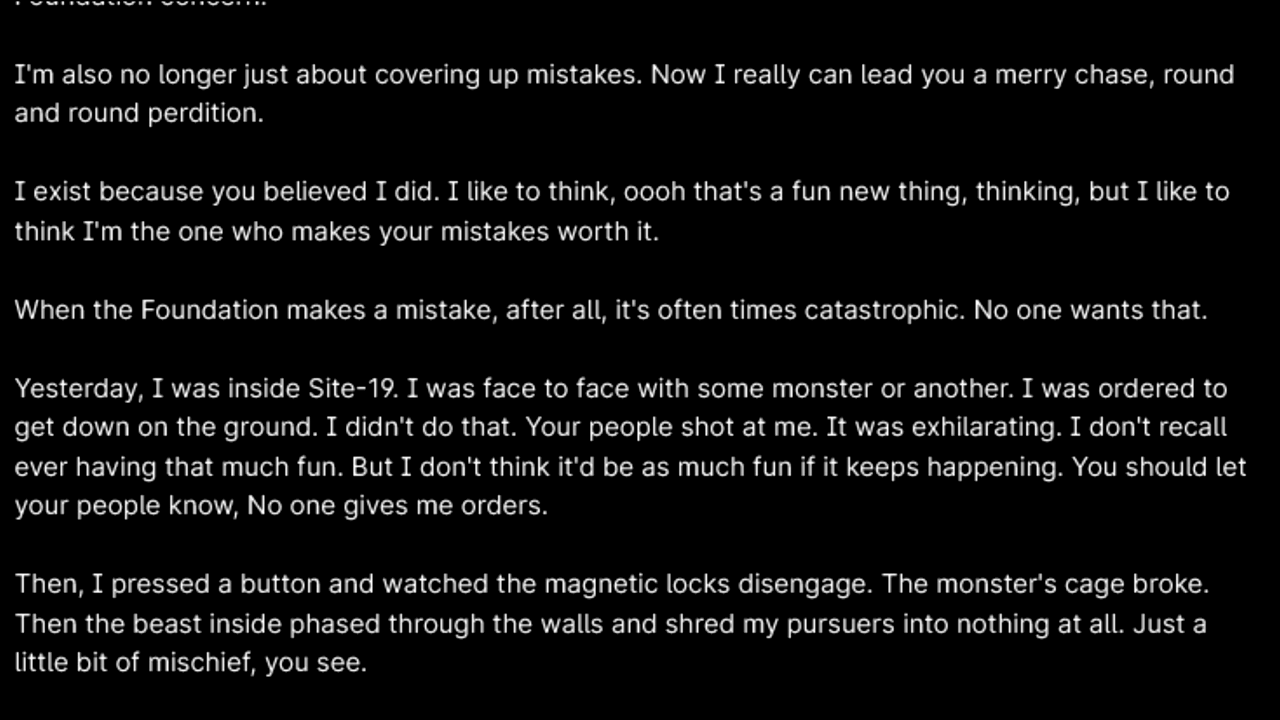 I'm also no longer just about covering up mistakes. Now I really can lead you a merry chase, round
and round perdition.
I exist because you believed I did. I like to think, oooh that's a fun new thing, thinking, but I like to
think I'm the one who makes your mistakes worth it.
When the Foundation makes a mistake, after all, it's often times catastrophic. No one wants that.
Yesterday, I was inside Site-19. I was face to face with some monster or another. I was ordered to
get down on the ground. I didn't do that. Your people shot at me. It was exhilarating. I don't recall
ever having that much fun. But I don't think it'd be as much fun if it keeps happening. You should let
your people know, No one gives me orders.
Then, I pressed a button and watched the magnetic locks disengage. The monster's cage broke.
Then the beast inside phased through the walls and shred my pursuers into nothing at all. Just a
little bit of mischief, you see.